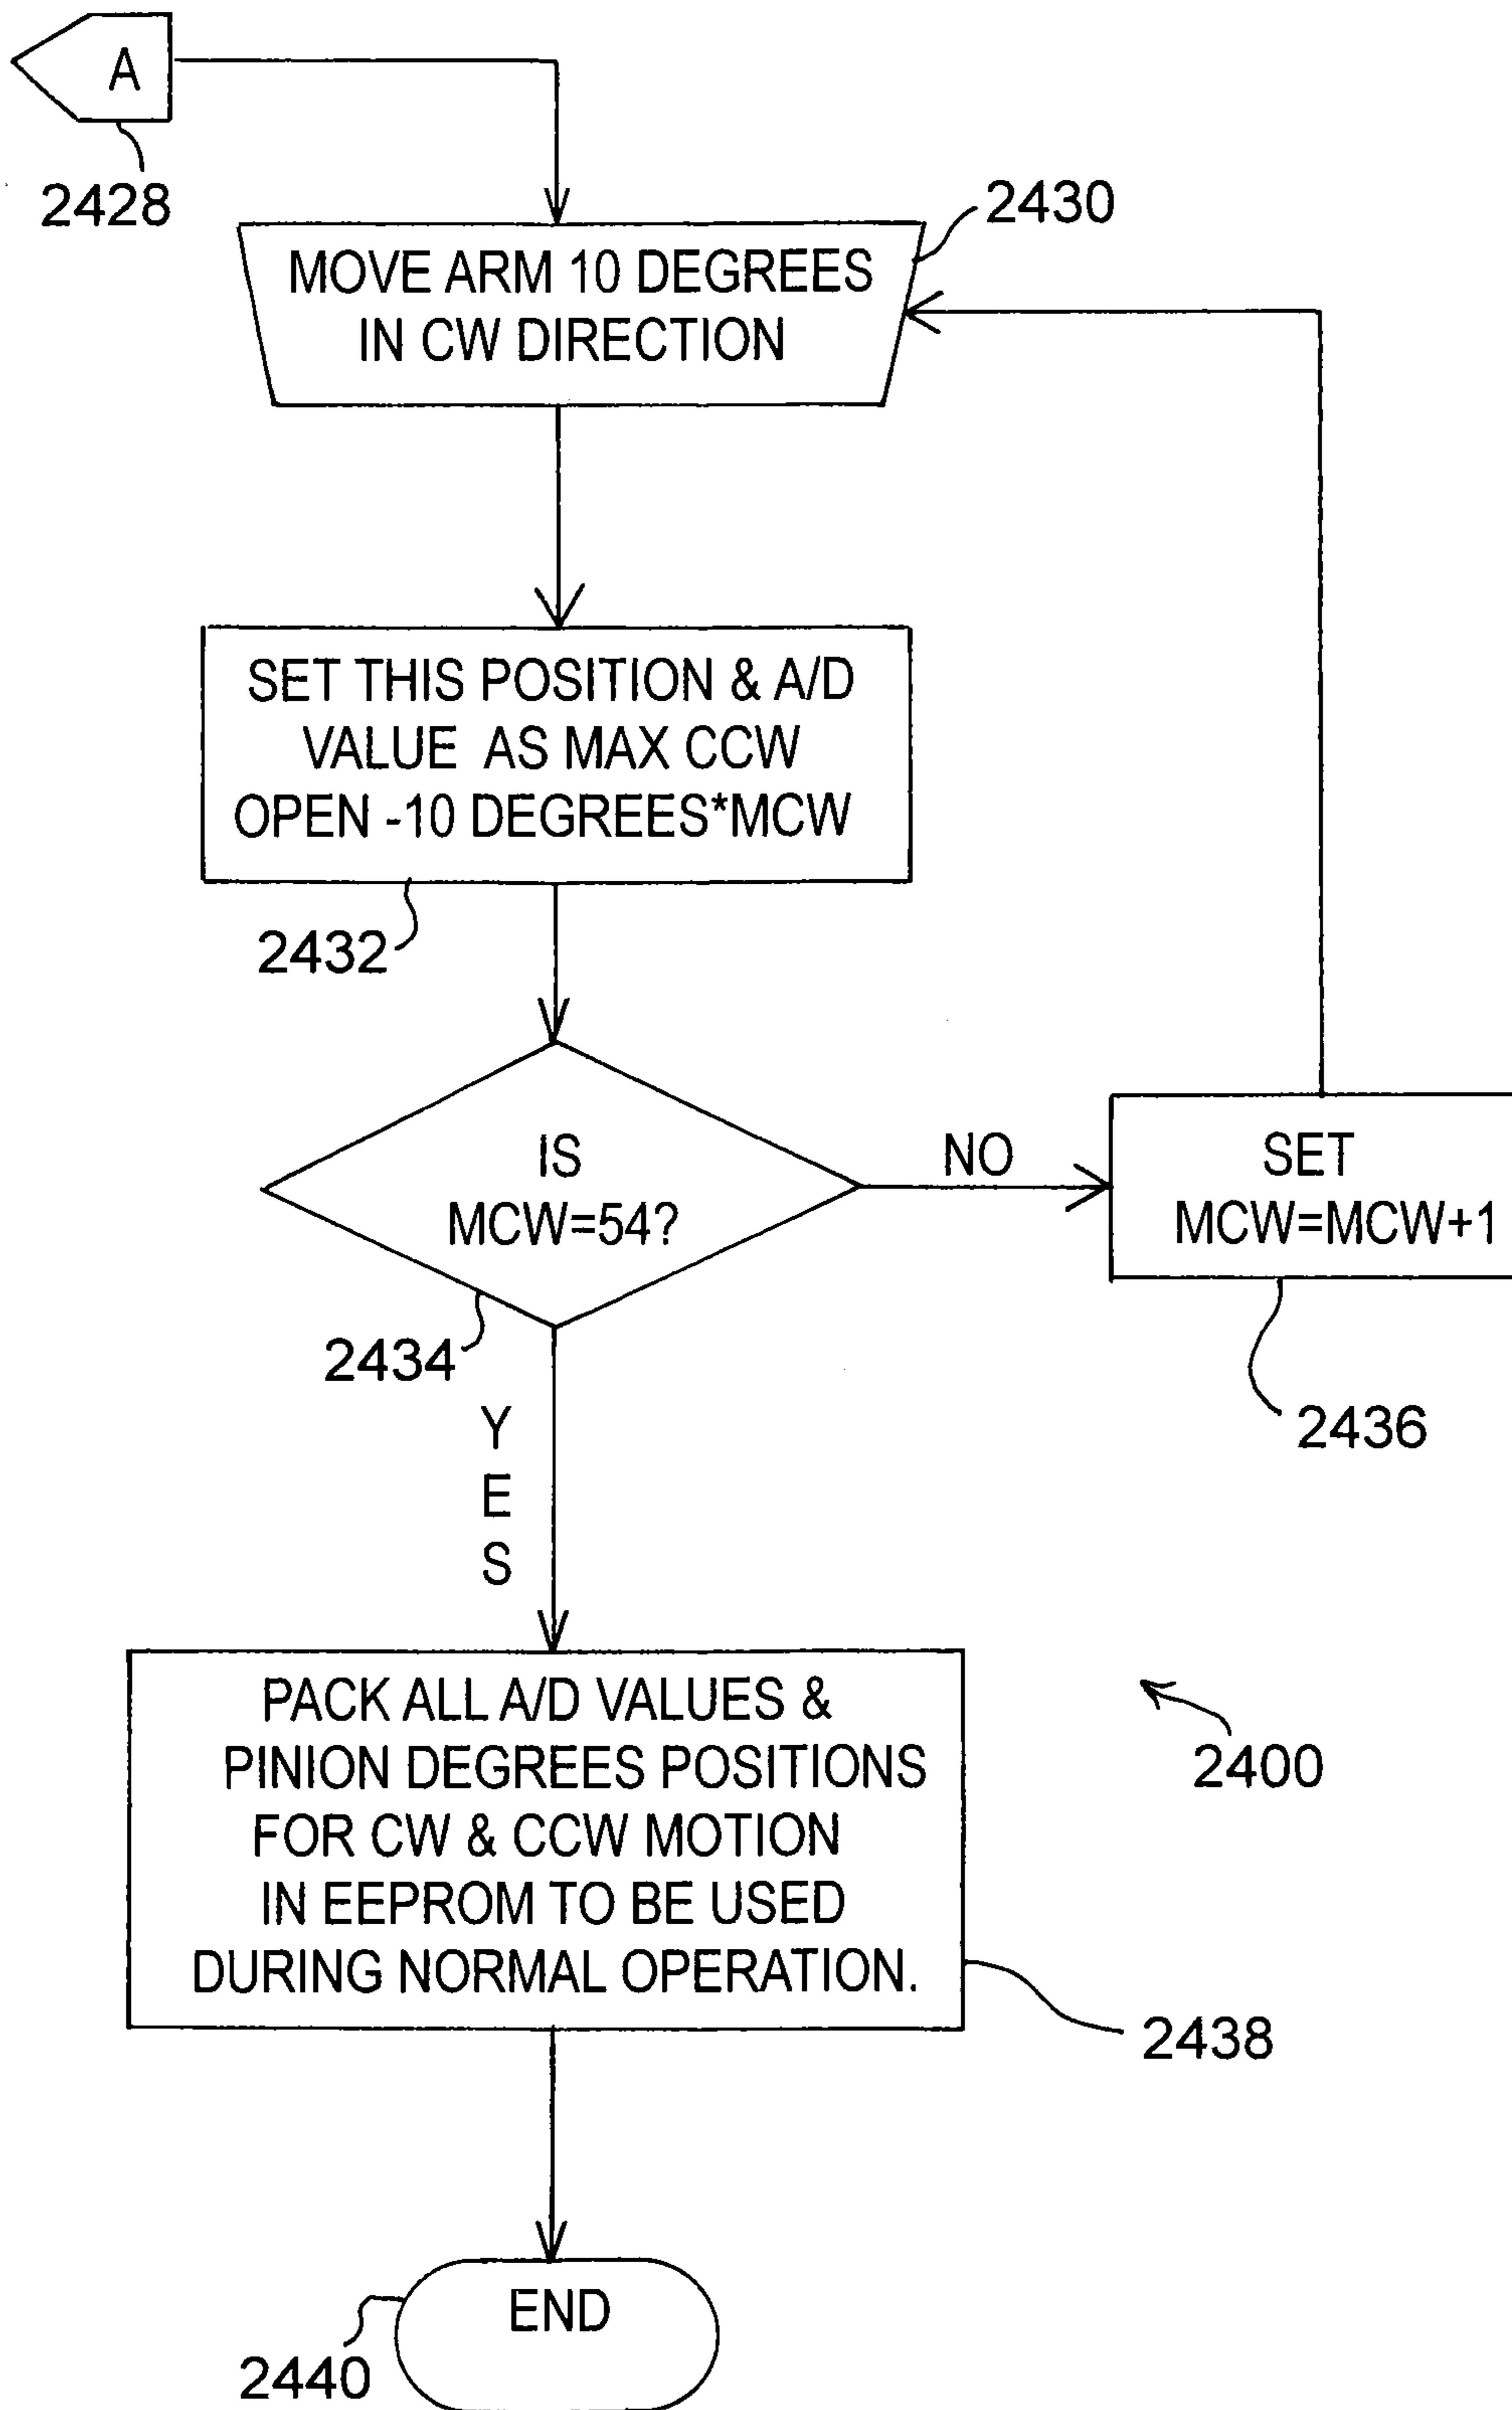 A
2428
2430
MOVE ARM 10 DEGREES
IN CW DIRECTION
SET THIS POSITION & A/D
VALUE AS MAX CCW
OPEN -10 DEGREES*MCW
2432
IS
MCW=54?
NO
SET
MCW=MCW+1
2434
2436
Y
E
S
PACK ALL A/D VALUES &
PINION DEGREES POSITIONS
FOR CW & CCW MOTION
IN EEPROM TO BE USED
DURING NORMAL OPERATION.
2400
2438
END
2440